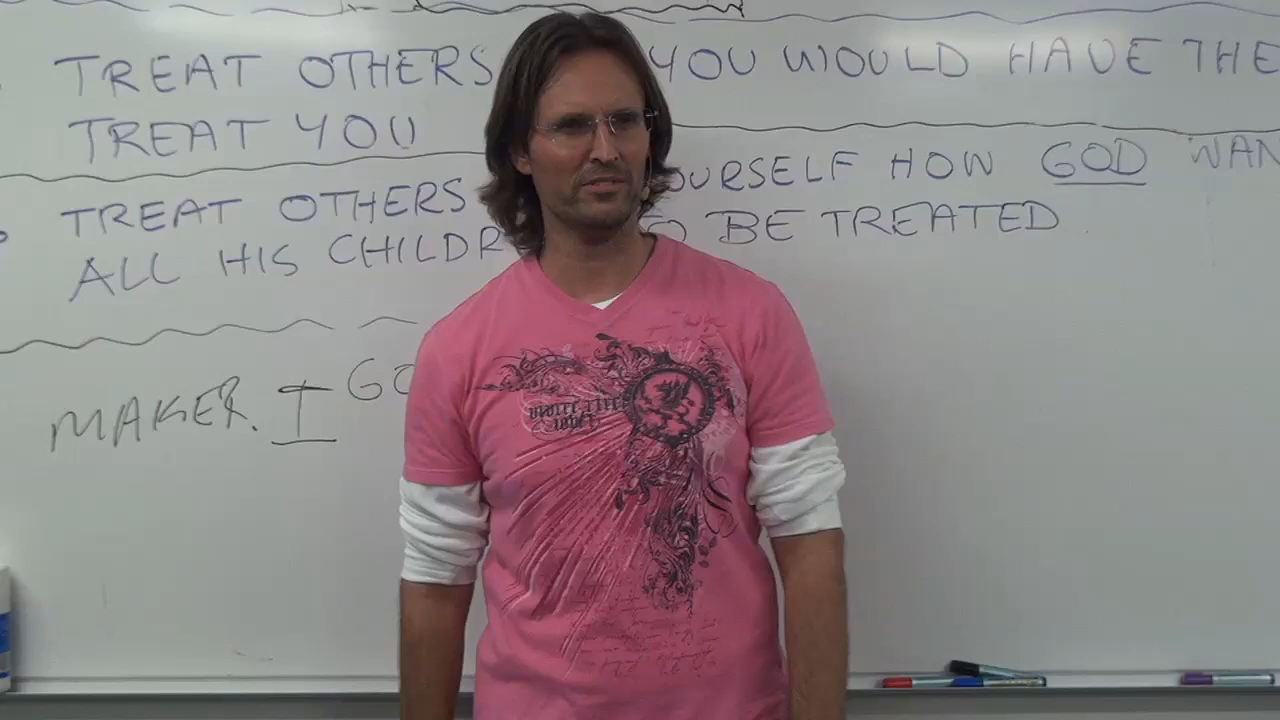 TREAT OTHERS YOU WOULD HAVE THE
TREAT YOU
TREAT OTHERS OURSELF HOW GOD WAN
ALL HIS CHILDR TO BE TREATED
MAKER. I GO